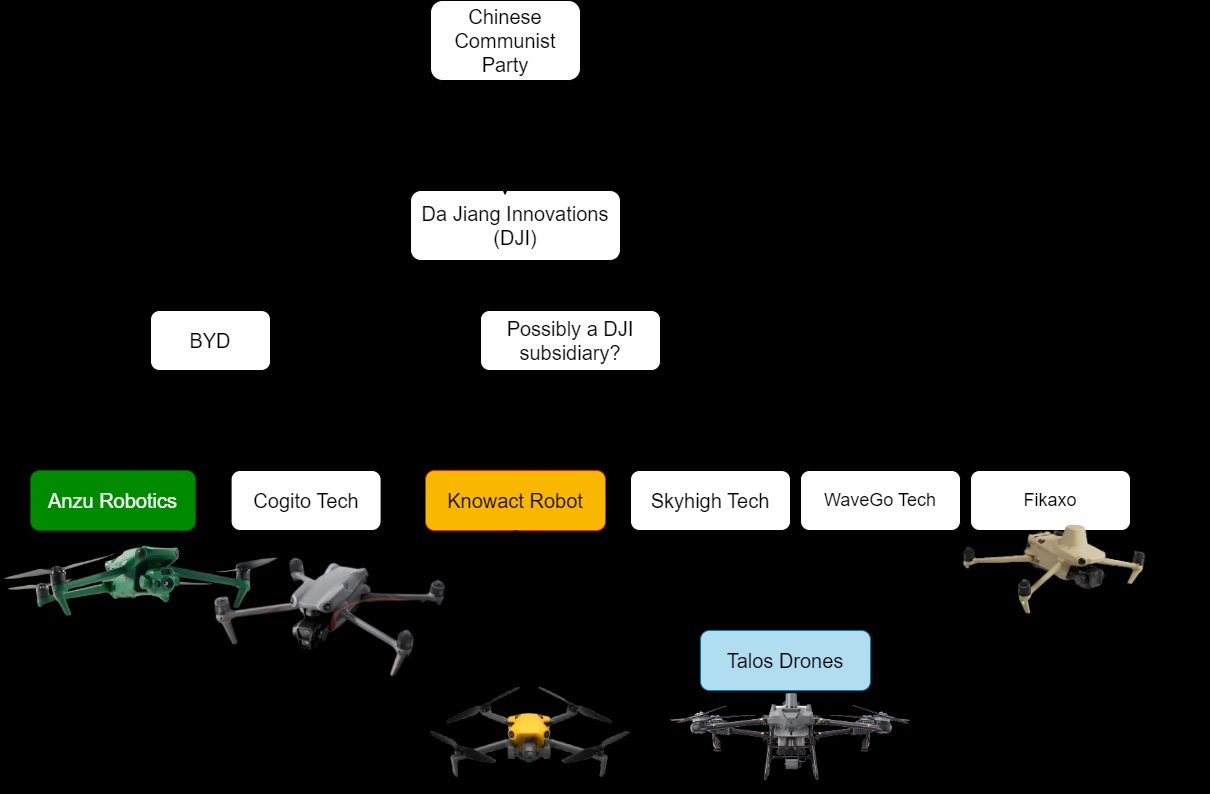 Chinese
Communist
Party
Da Jiang Innovations
(DJI)
BYD
Possibly a DJI
subsidiary?
Anzu Robotics
Cogito Tech
Knowact Robot
Skyhigh Tech
WaveGo Tech
Fikaxo
Talos Drones